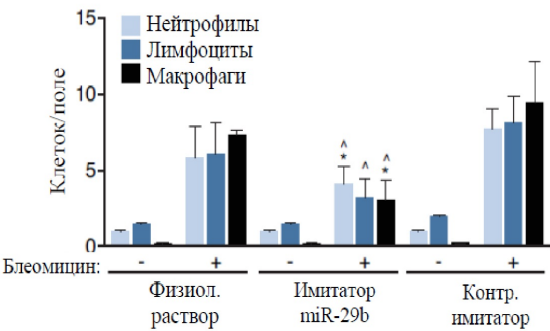 15
10
5
0
Клеток/поле
Нейтрофилы
Лимфоциты
Макрофаги
^
*
^
^
*
Блеомицин: - + - + - +
Физиол. раствор
Имитатор miR-29b
Контр. имитатор